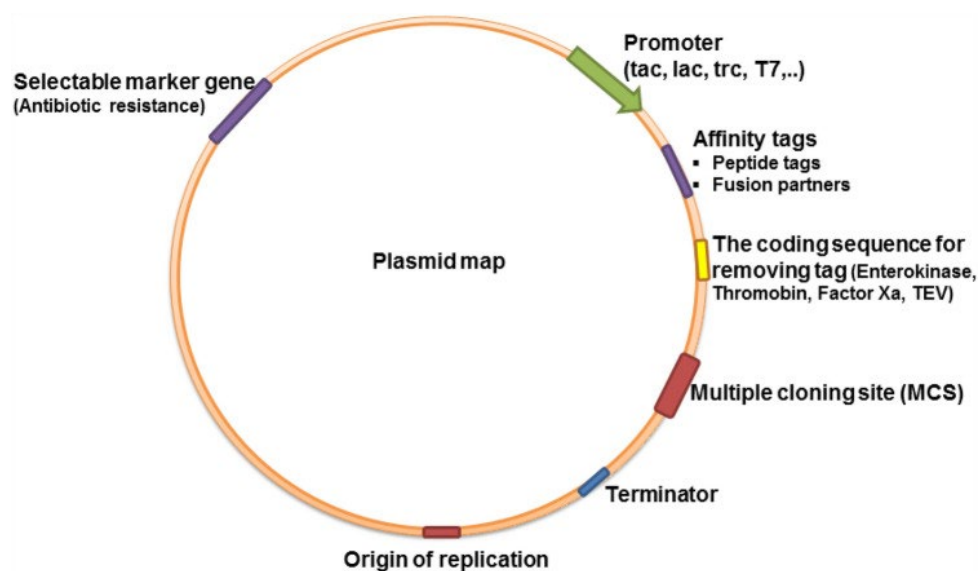 Promoter
(tac, lac, trc, T7,..)
Selectable marker gene
(Antibiotic resistance)
Affinity tags
▪ Peptide tags
▪ Fusion partners
The coding sequence for
removing tag (Enterokinase,
Thromobin, Factor Xa, TEV)
Plasmid map
Multiple cloning site (MCS)
Terminator
Origin of replication